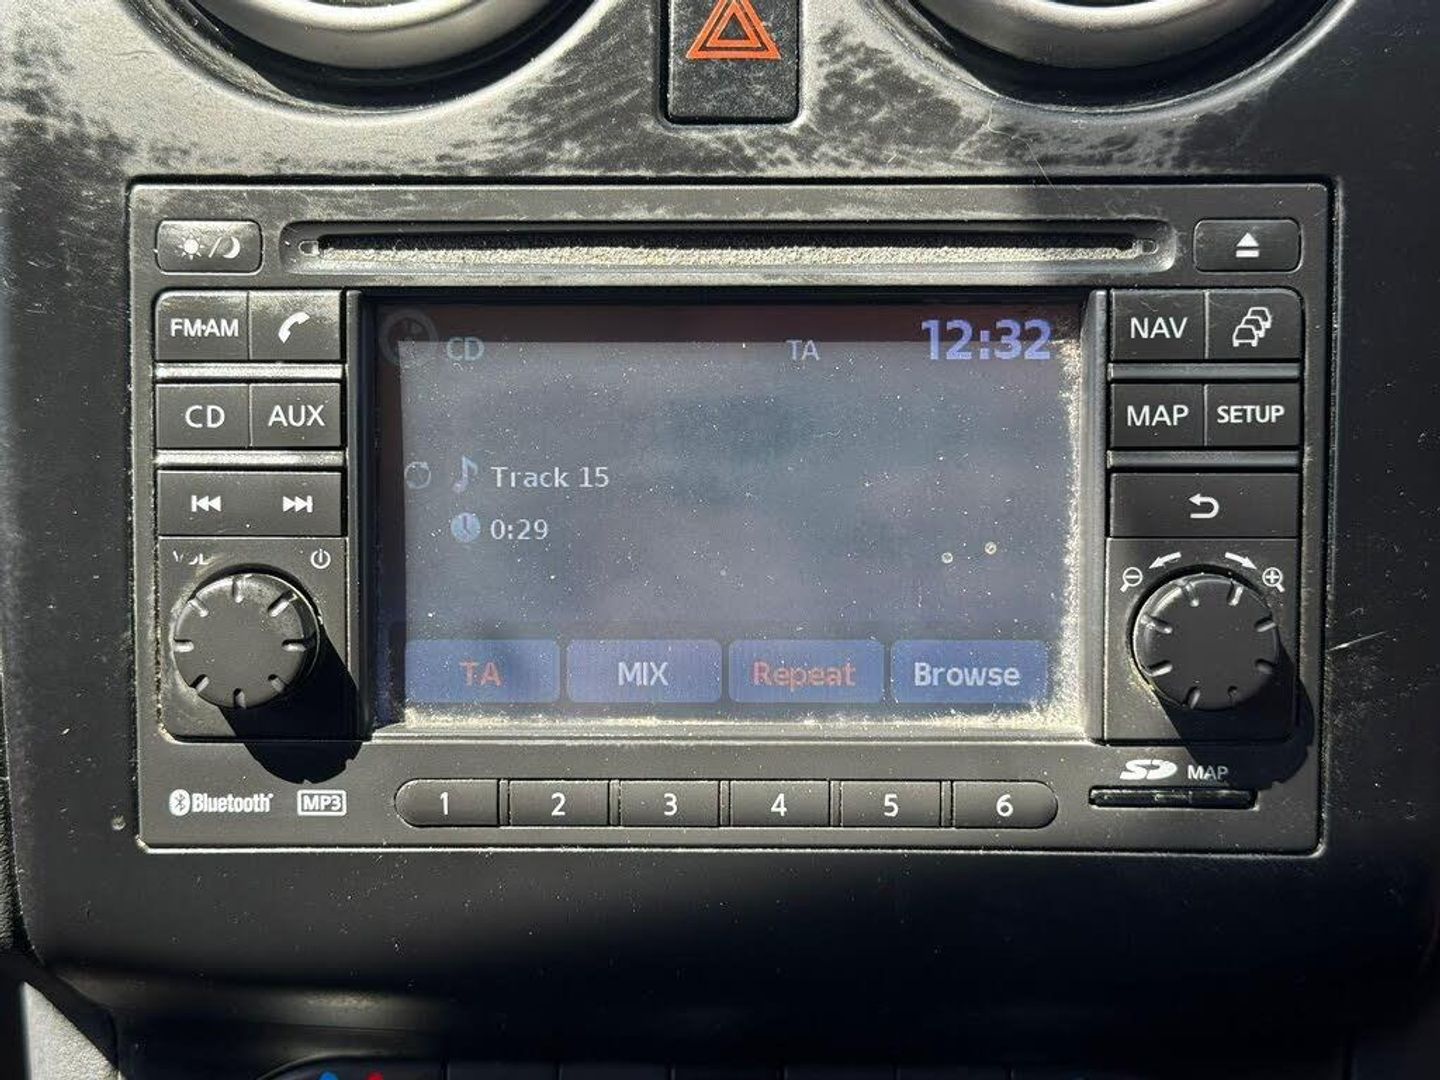 FM·AM
CD
AUX
VOL
CD TA 12:32
Track 15
0:29
TA MIX Repeat Browse
NAV
MAP SETUP
Bluetooth MP3
1 2 3 4 5 6
SD MAP